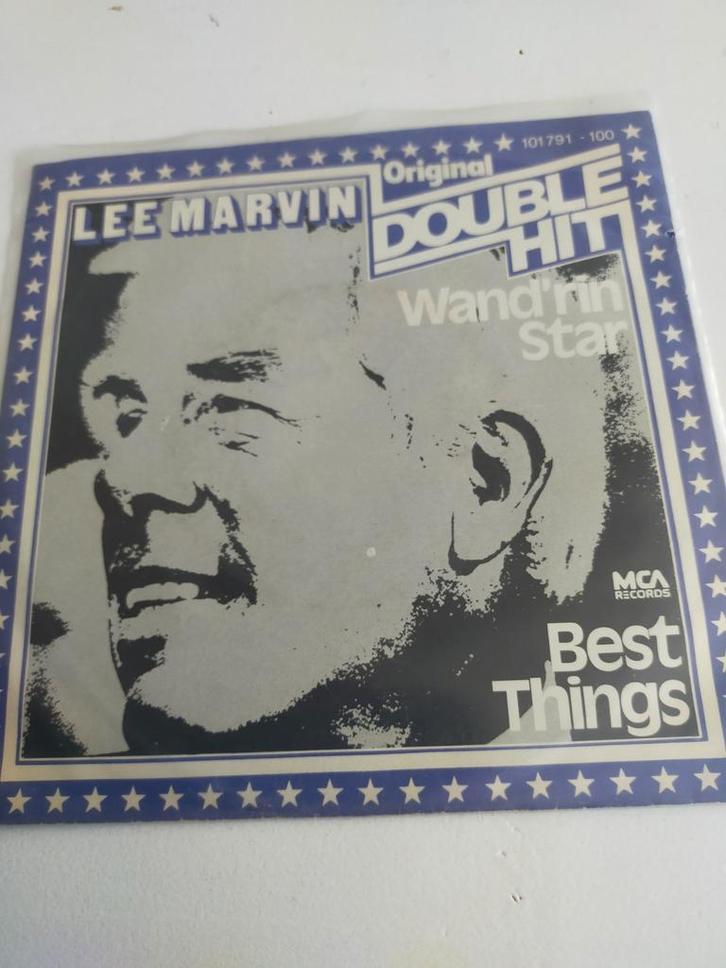 101791 - 100
LEE MARVIN
Original
DOUBLE
HIT
Wand'rin
Star
MCA
RECORDS
Best
Things